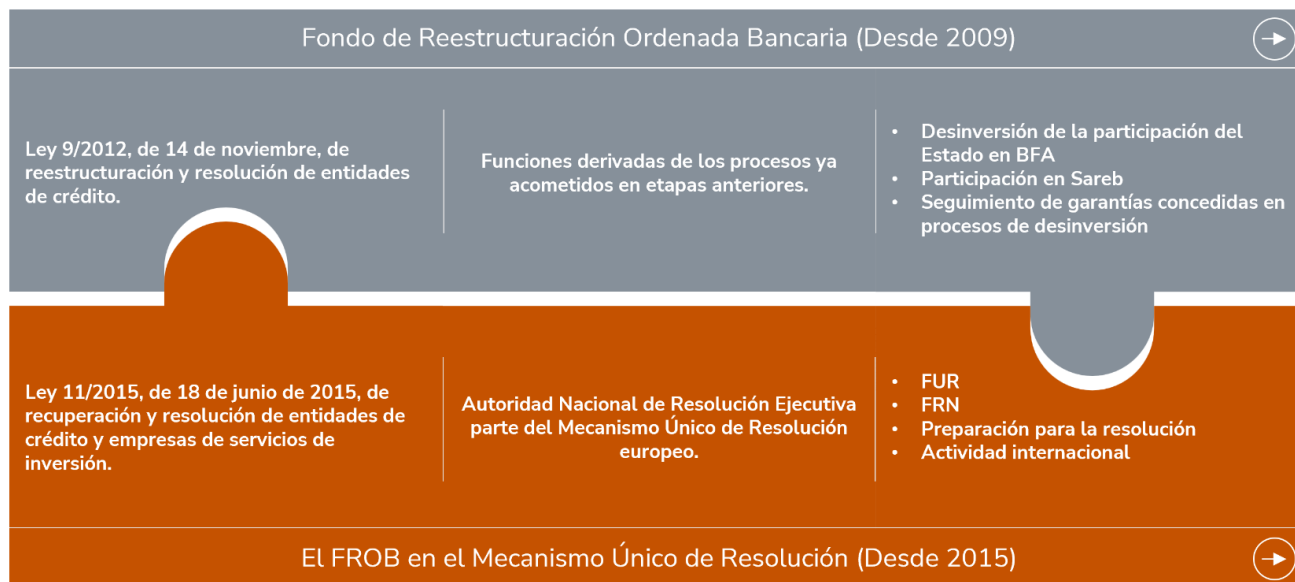 Fondo de Reestructuración Ordenada Bancaria (Desde 2009)
Ley 9/2012, de 14 de noviembre, de
reestructuración y resolución de entidades
de crédito.
Funciones derivadas de los procesos ya
acometidos en etapas anteriores.
• Desinversión de la participación del
Estado en BFA
• Participación en Sareb
• Seguimiento de garantías concedidas en
procesos de desinversión
Ley 11/2015, de 18 de junio de 2015, de
recuperación y resolución de entidades de
crédito y empresas de servicios de
inversión.
Autoridad Nacional de Resolución Ejecutiva
parte del Mecanismo Único de Resolución
europeo.
• FUR
• FRN
• Preparación para la resolución
• Actividad internacional
El FROB en el Mecanismo Único de Resolución (Desde 2015)